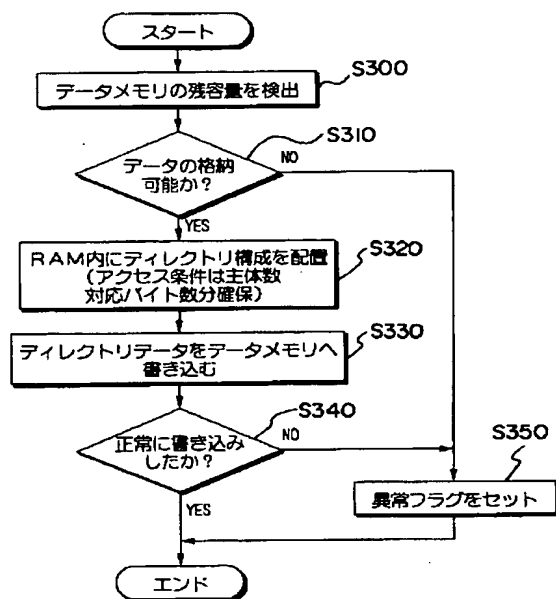 スタート
S300
データメモリの残容量を検出
S310
データの格納
可能か?
NO
YES
S320
RAM内にディレクトリ構成を配置
(アクセス条件は主体数
対応バイト数分確保)
S330
ディレクトリデータをデータメモリへ
書き込む
S340
正常に書き込み
したか?
NO
YES
S350
異常フラグをセット
エンド